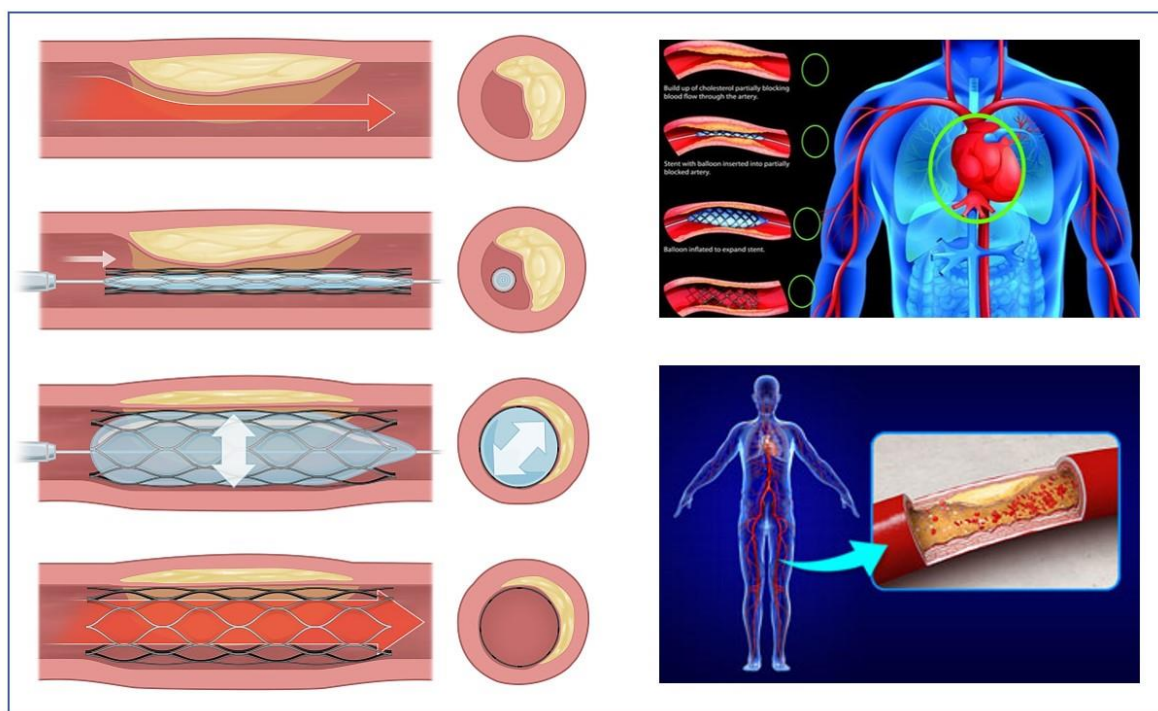 Build up of cholesterol partially blocking
blood flow through the artery.
Stent with balloon inserted into partially
blocked artery.
Balloon inflated to expand stent.